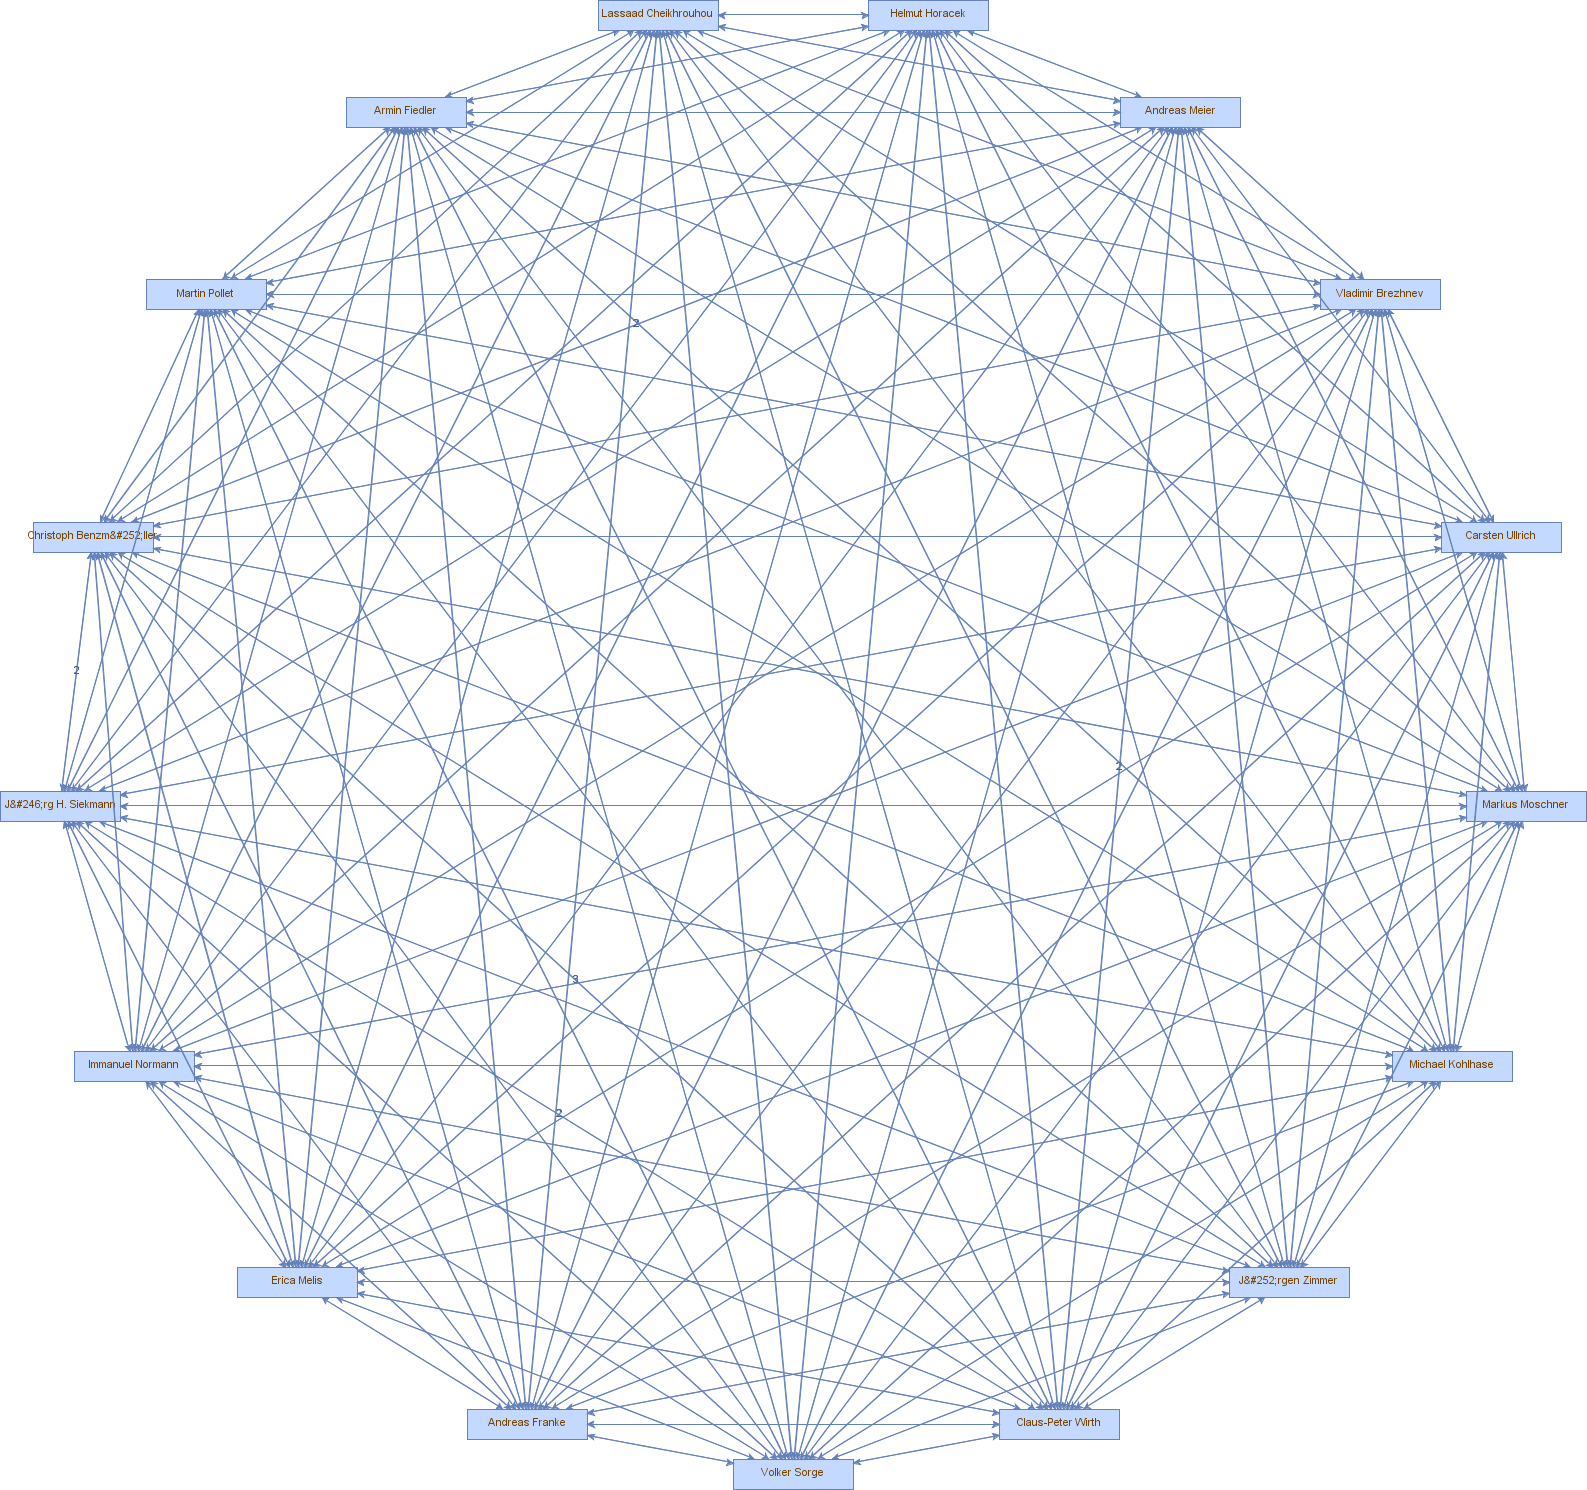 Lassaad Cheikhrouhou
Helmut Horacek
Armin Fiedler
Andreas Meier
Martin Pollet
Vladimir Brezhnev
2
Christoph Benzm&#252;ller
Carsten Ullrich
2
2
J&#246;rg H. Siekmann
Markus Moschner
3
Immanuel Normann
Michael Kohlhase
2
Erica Melis
J&#252;rgen Zimmer
Andreas Franke
Claus-Peter Wirth
Volker Sorge